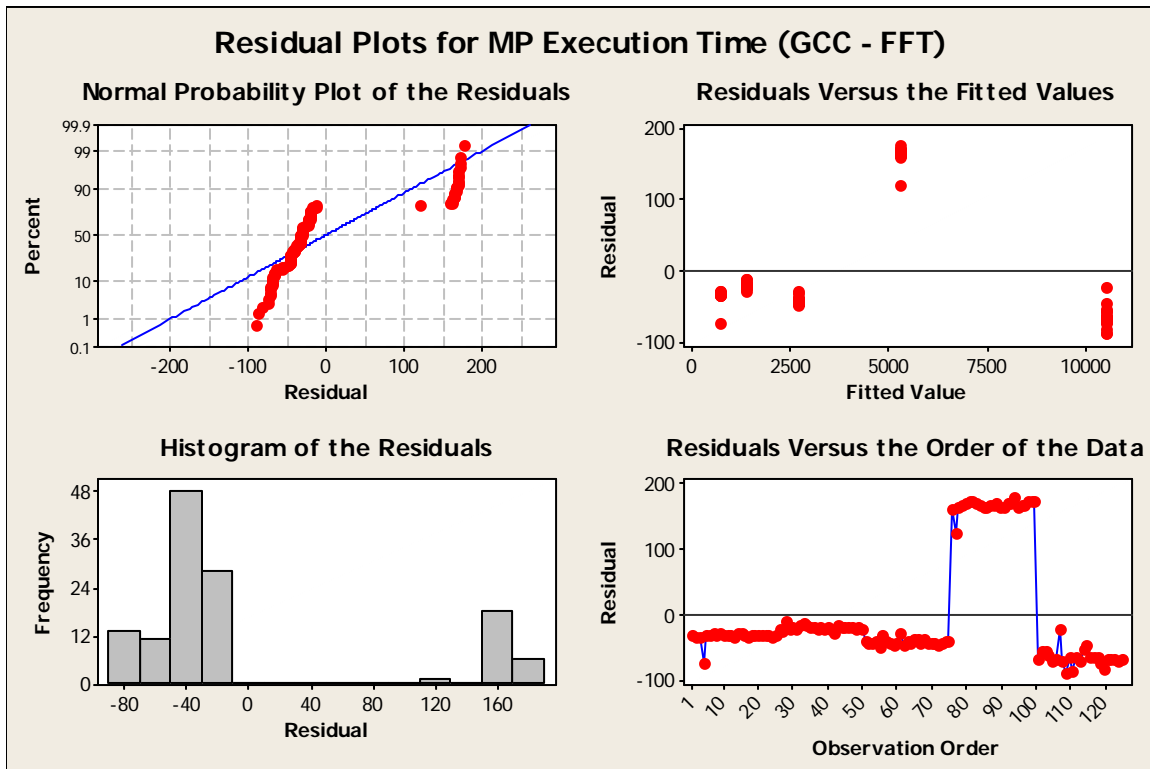 Residual Plots for MP Execution Time (GCC - FFT)
Normal Probability Plot of the Residuals
99.9
99
90
50
10
1
0.1
Percent
-200 -100 0 100 200
Residual
Residuals Versus the Fitted Values
200
100
0
-100
Residual
0 2500 5000 7500 10000
Fitted Value
Histogram of the Residuals
48
36
24
12
0
Frequency
-80 -40 0 40 80 120 160
Residual
Residuals Versus the Order of the Data
200
100
0
-100
Residual
1 10 20 30 40 50 60 70 80 90 100 110 120
Observation Order